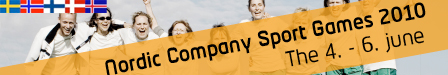 Nordic Company Sport Games 2010
The 4. - 6. june